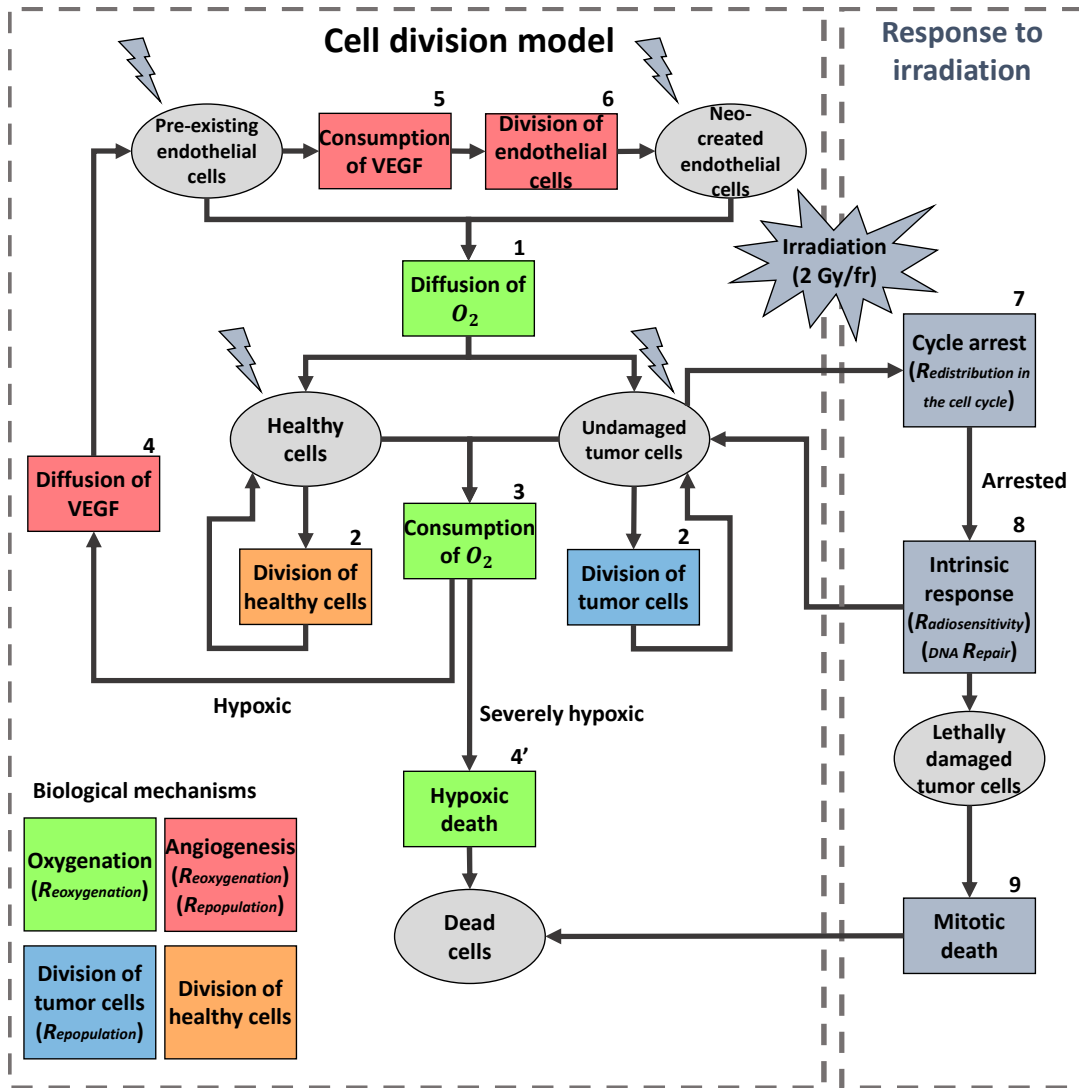 Cell division model
Response to
irradiation
Pre-existing
endothelial
cells
5
Consumption
of VEGF
6
Division of
endothelial
cells
Neo-
created
endothelial
cells
Irradiation
(2 Gy/fr)
1
Diffusion of
O₂
7
Cycle arrest
(Redistribution in
the cell cycle)
Healthy
cells
Undamaged
tumor cells
4
Diffusion of
VEGF
Arrested
3
Consumption
of O₂
2
Division of
healthy cells
2
Division of
tumor cells
8
Intrinsic
response
(Radiosensitivity)
(DNA Repair)
Hypoxic
Severely hypoxic
Lethally
damaged
tumor cells
4’
Hypoxic
death
Biological mechanisms
Oxygenation
(Reoxygenation)
Angiogenesis
(Reoxygenation)
(Repopulation)
Division of
tumor cells
(Repopulation)
Division of
healthy cells
Dead
cells
9
Mitotic
death